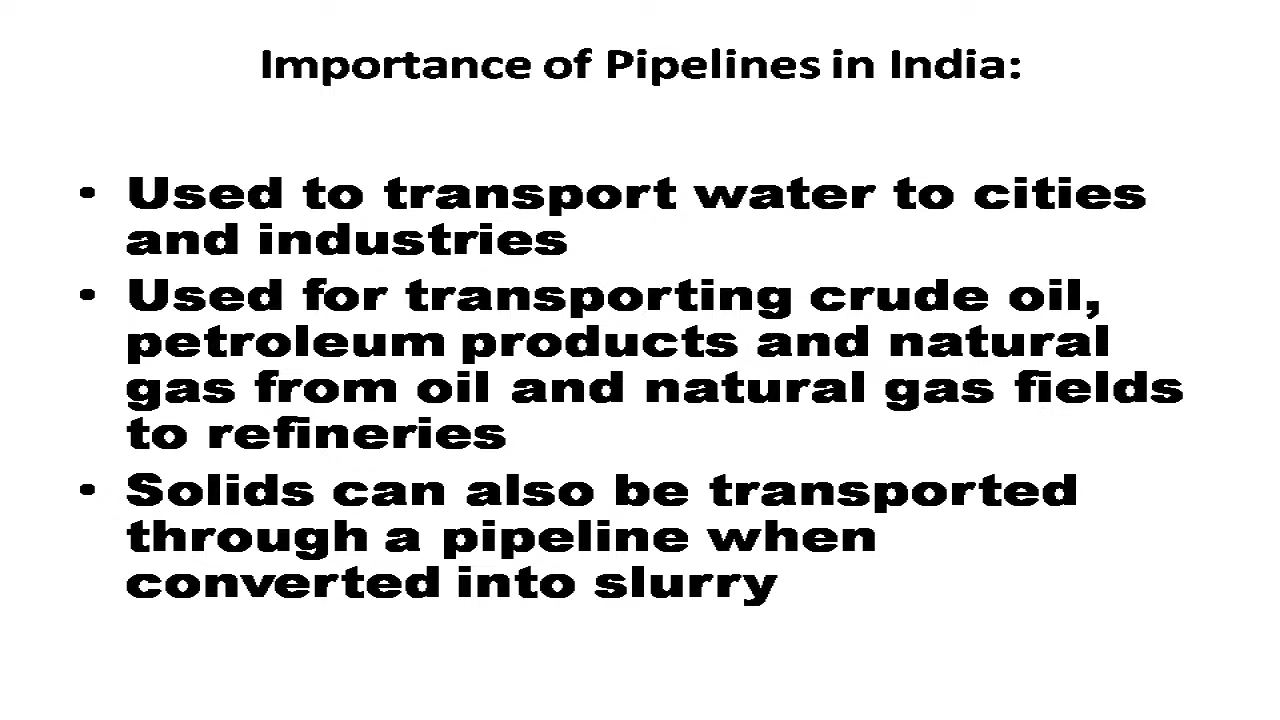 Importance of Pipelines in India:
• Used to transport water to cities
and industries
• Used for transporting crude oil,
petroleum products and natural
gas from oil and natural gas fields
to refineries
• Solids can also be transported
through a pipeline when
converted into slurry